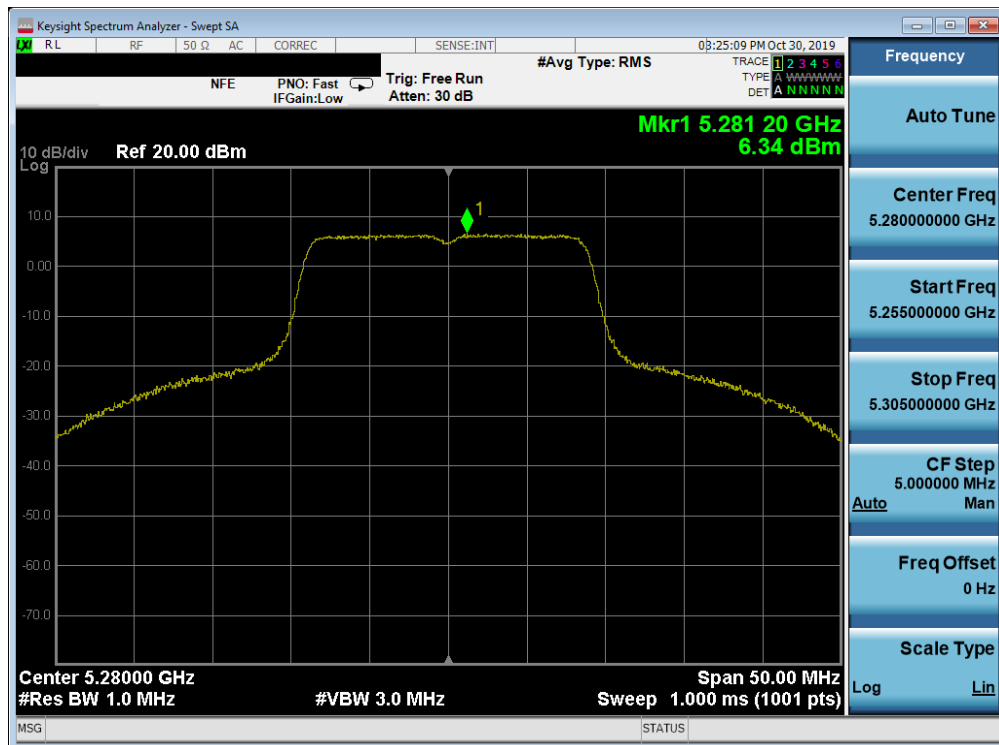 Keysight Spectrum Analyzer - Swept SA
LXI RL RF 50 Ω AC CORREC SENSE:INT 03:25:09 PM Oct 30, 2019
NFE PNO: Fast IFGain:Low
Trig: Free Run
Atten: 30 dB
#Avg Type: RMS
TRACE 1 2 3 4 5 6
TYPE A WWWWW
DET A N N N N N
Mkr1 5.281 20 GHz
6.34 dBm
10 dB/div Ref 20.00 dBm
Log
1
10.0
0.00
-10.0
-20.0
-30.0
-40.0
-50.0
-60.0
-70.0
Center 5.28000 GHz Span 50.00 MHz
#Res BW 1.0 MHz #VBW 3.0 MHz Sweep 1.000 ms (1001 pts)
MSG STATUS
Frequency
Auto Tune
Center Freq
5.280000000 GHz
Start Freq
5.255000000 GHz
Stop Freq
5.305000000 GHz
CF Step
5.000000 MHz
Auto Man
Freq Offset
0 Hz
Scale Type
Log Lin